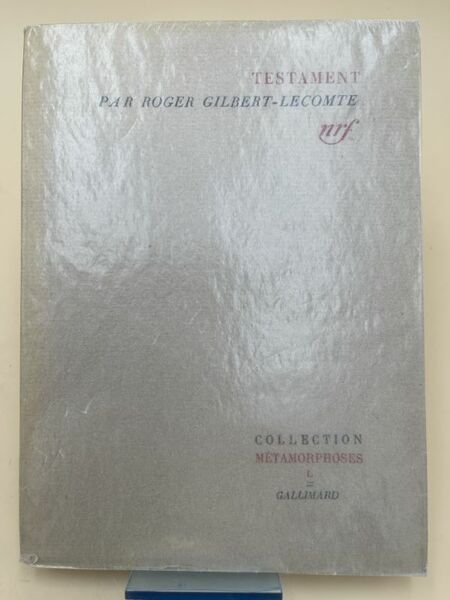 TESTAMENT
PAR ROGER GILBERT-LECOMTE
nrf
COLLECTION
MÉTAMORPHOSES
L
GALLIMARD